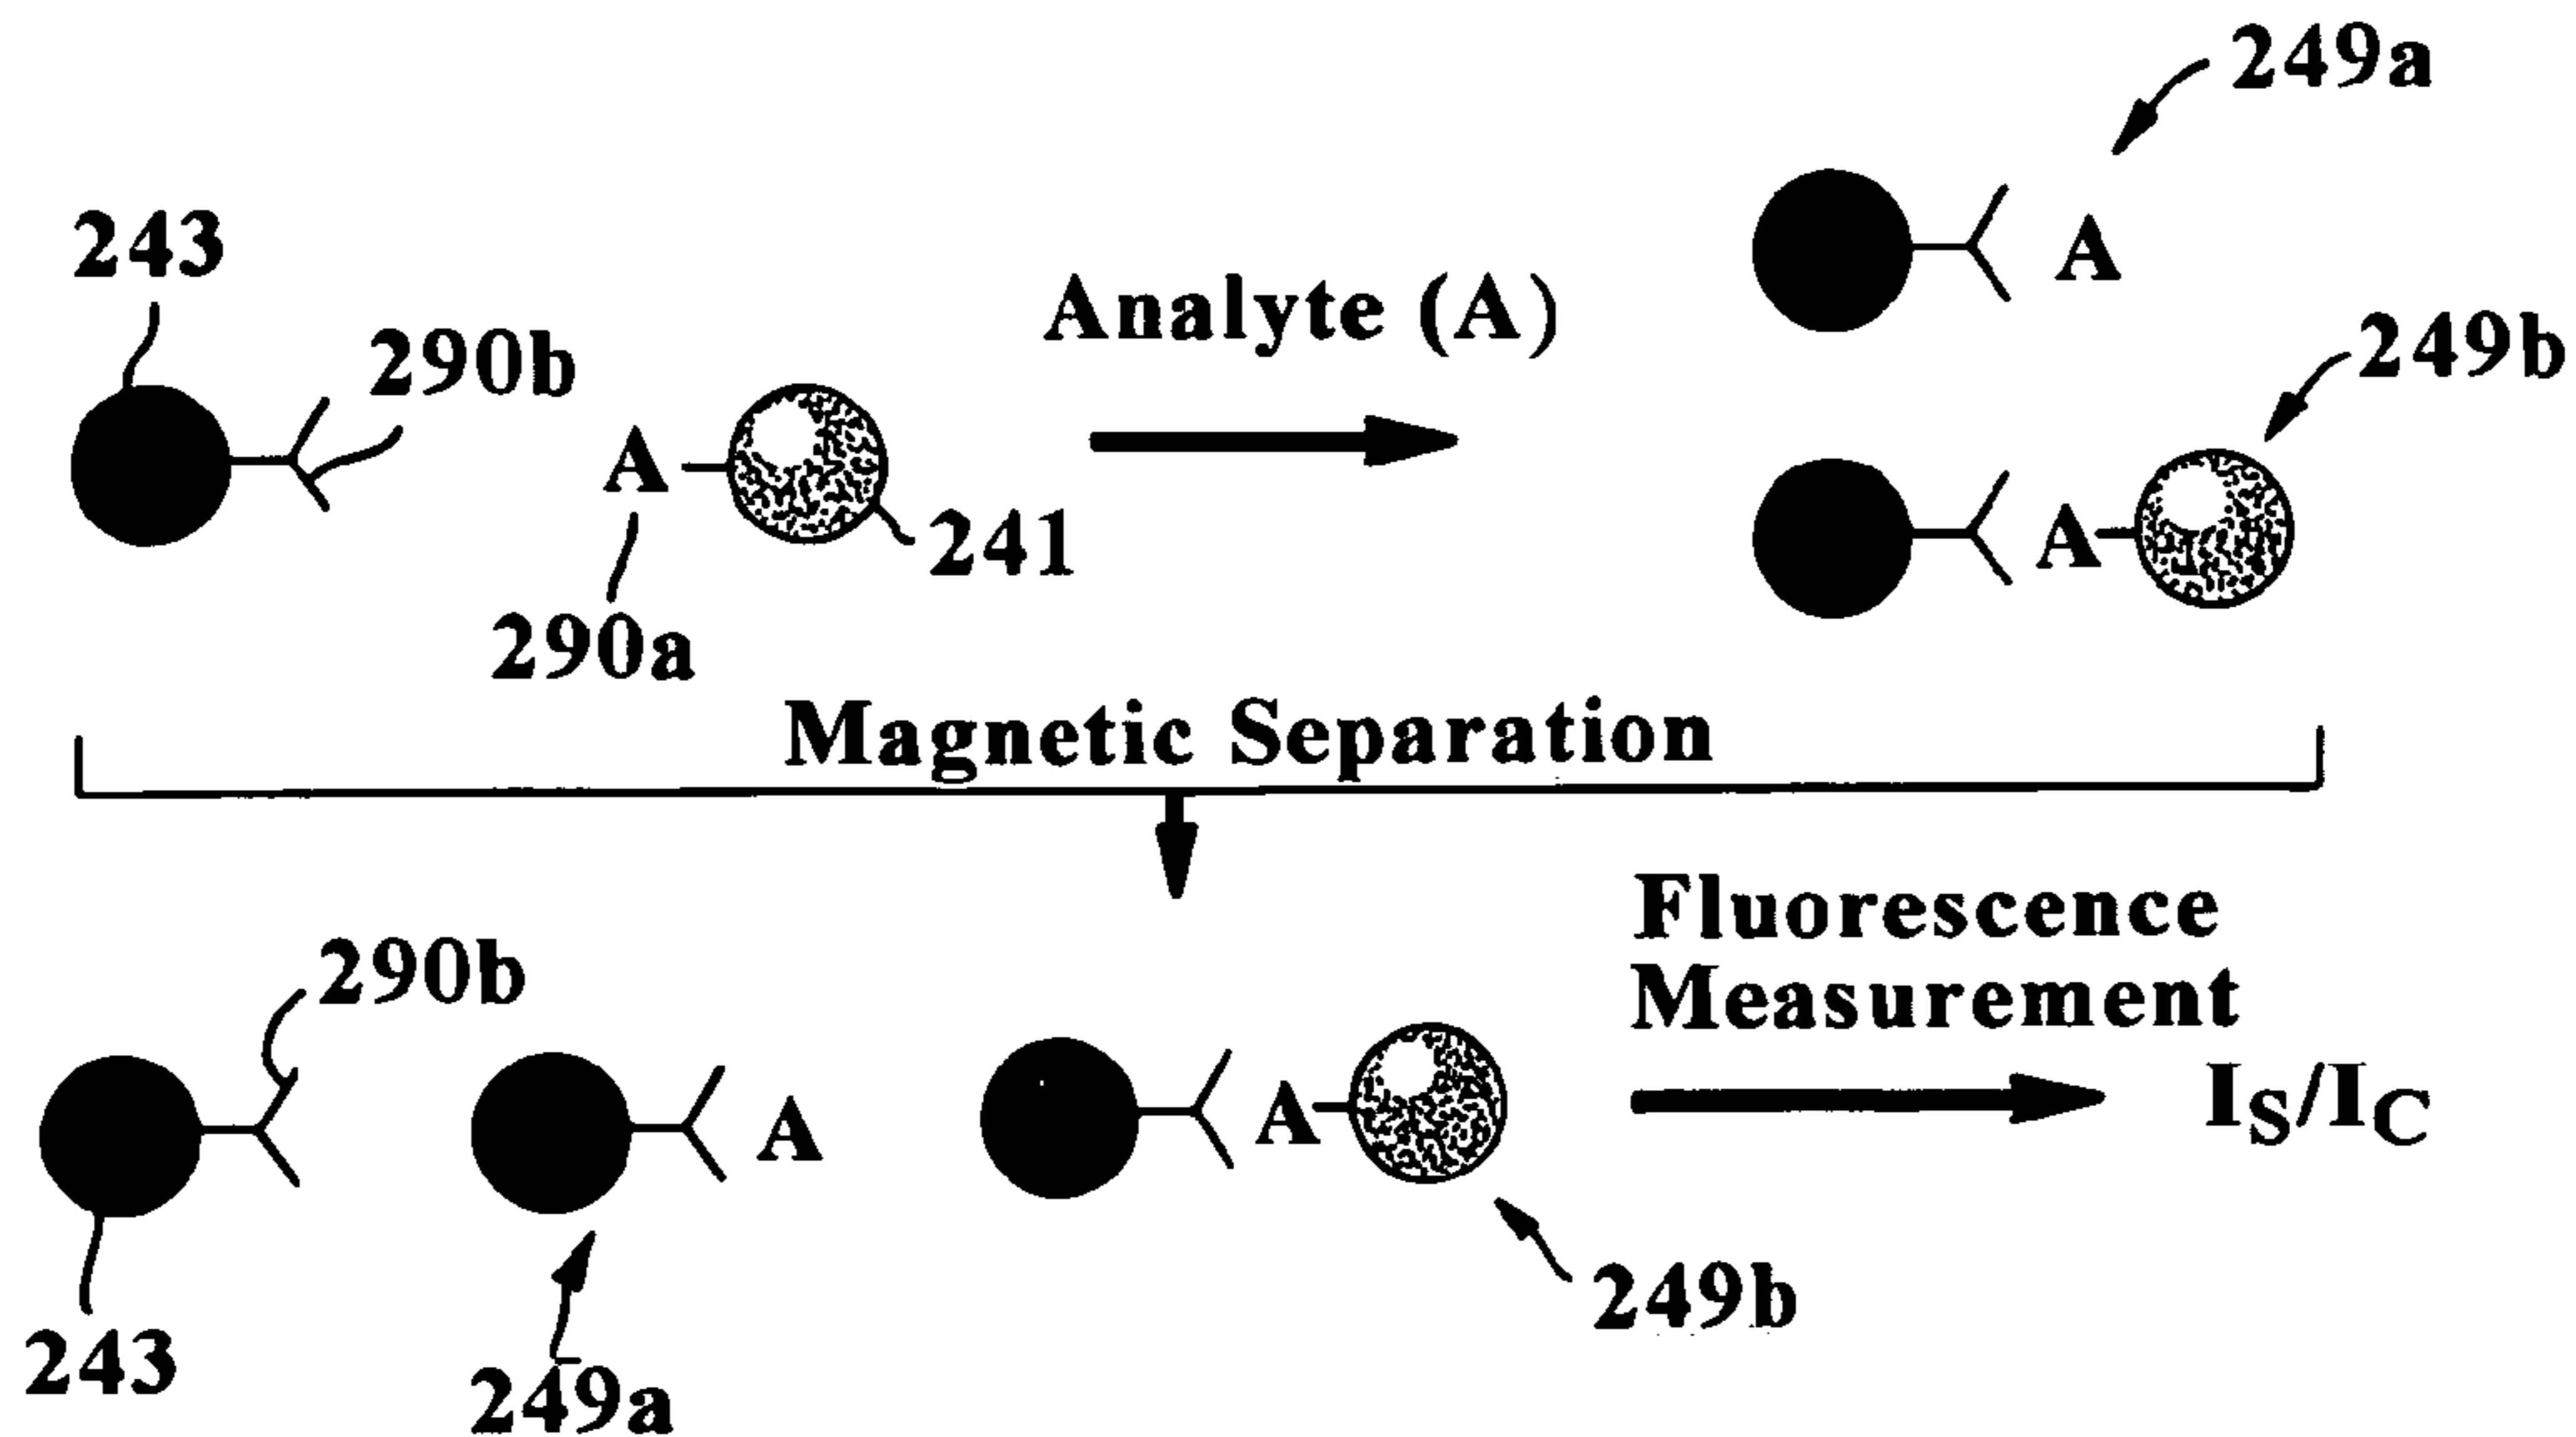 249a
243
290b
Analyte (A)
A
249b
A
241
A
290a
Magnetic Separation
Fluorescence
Measurement
290b
A
A
IS/IC
249b
243
249a